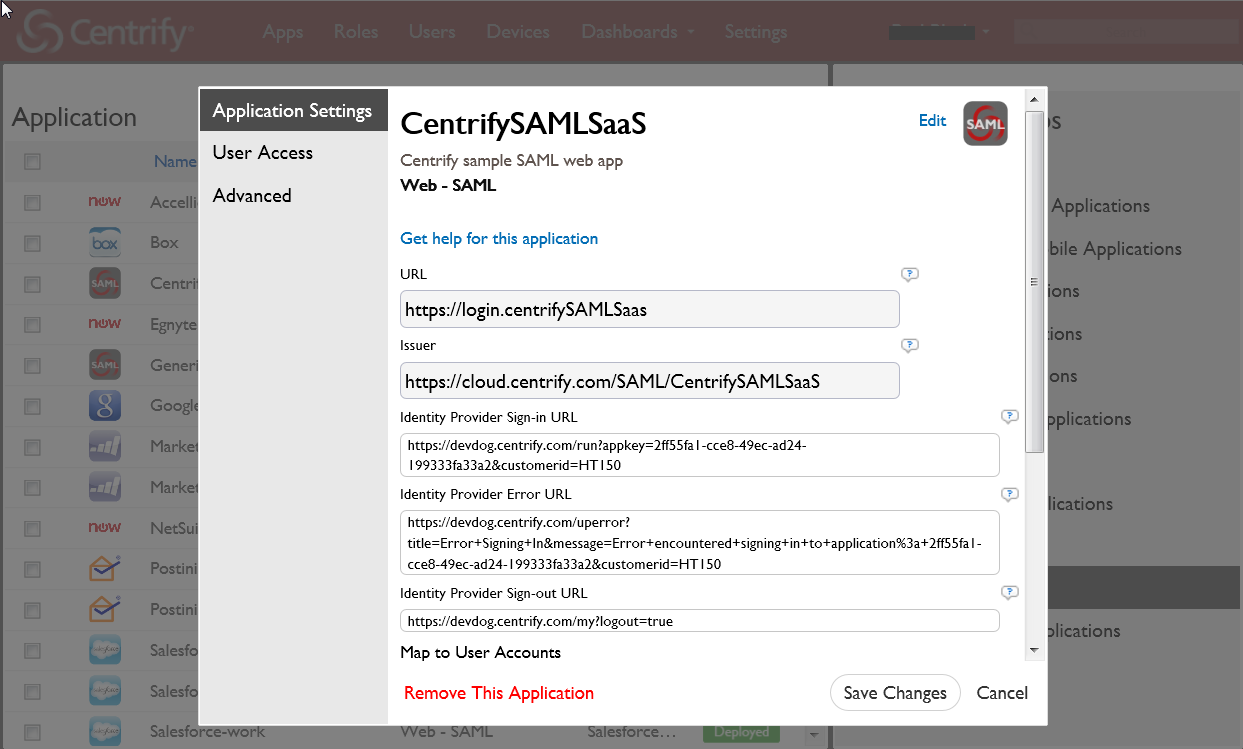 Centrify
Apps
Roles
Users
Devices
Dashboards
Settings
Application
Name
now
Accelli
box
Box
SAML
Centrif
now
Egnyte
SAML
Generi
g
Google
Market
Market
now
NetSui
Postini
Postini
Salesfo
Salesfo
Salesforce-work
Web - SAML
Salesforce...
Deployed
Application Settings
User Access
Advanced
CentrifySAMLSaaS
Edit
SAML
Centrify sample SAML web app
Web - SAML
Get help for this application
URL
?
https://login.centrifySAMLSaas
Issuer
?
https://cloud.centrify.com/SAML/CentrifySAMLSaaS
Identity Provider Sign-in URL
?
https://devdog.centrify.com/run?appkey=2ff55fa1-cce8-49ec-ad24-
199333fa33a2&customerid=HT150
Identity Provider Error URL
?
https://devdog.centrify.com/uperror?
title=Error+Signing+In&message=Error+encountered+signing+in+to+application%3a+2ff55fa1-
cce8-49ec-ad24-199333fa33a2&customerid=HT150
Identity Provider Sign-out URL
?
https://devdog.centrify.com/my?logout=true
Map to User Accounts
Remove This Application
Save Changes
Cancel
Applications
bile Applications
ions
tions
ons
pplications
lications
plications